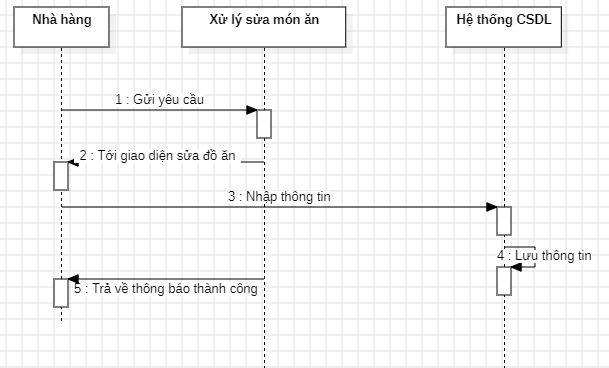 Nhà hàng
Xử lý sửa món ăn
Hệ thống CSDL
1 : Gửi yêu cầu
2 : Tới giao diện sửa đồ ăn
3 : Nhập thông tin
4 : Lưu thông tin
5 : Trả về thông báo thành công